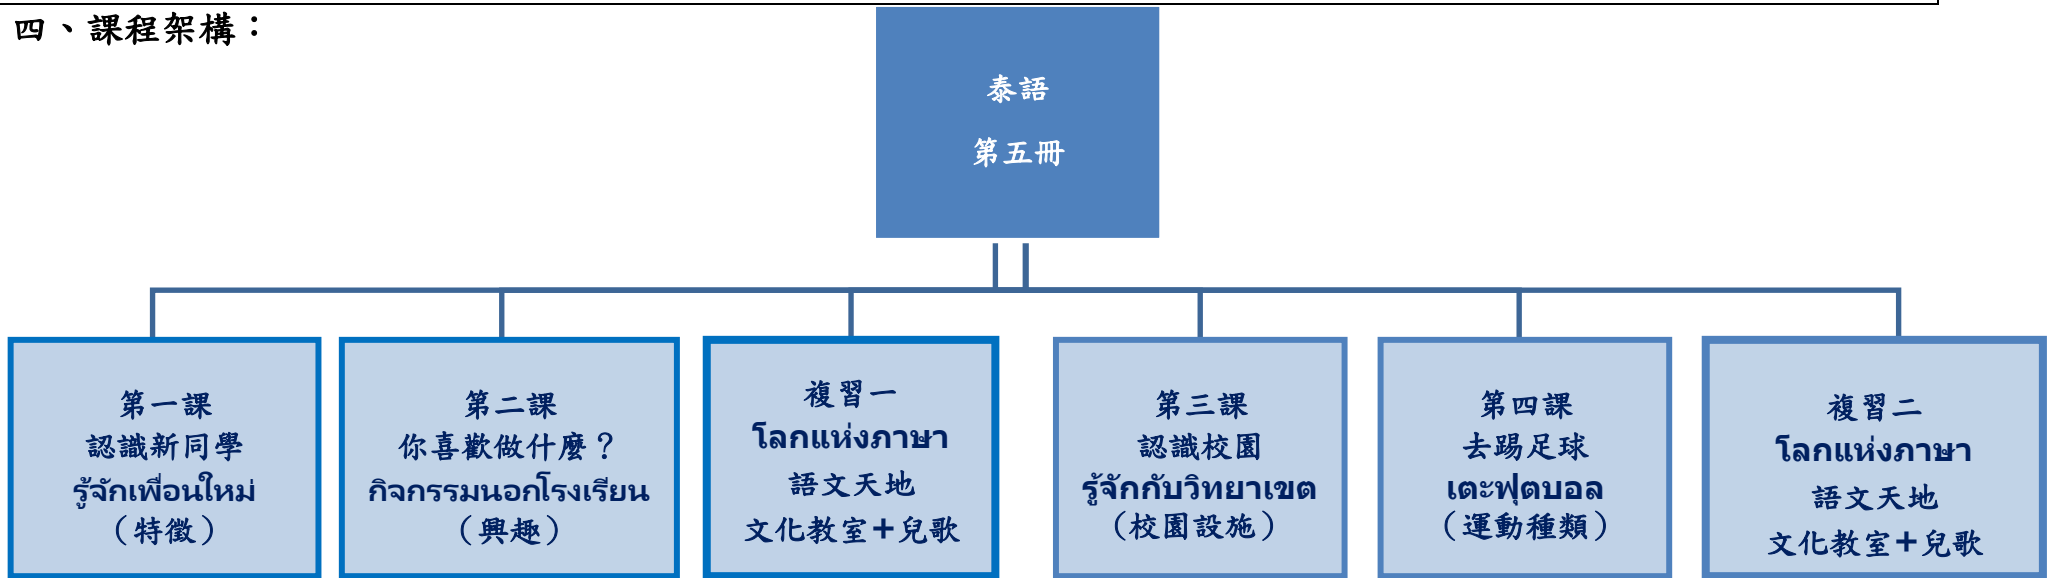 四、課程架構：
泰語
第五冊
第一課
認識新同學
รู้จักเพื่อนใหม่
（特徵）
第二課
你喜歡做什麼？
กิจกรรมนอกโรงเรียน
（興趣）
複習一
โลกแห่งภาษา
語文天地
文化教室+兒歌
第三課
認識校園
รู้จักกับวิทยาเขต
（校園設施）
第四課
去踢足球
เตะฟุตบอล
（運動種類）
複習二
โลกแห่งภาษา
語文天地
文化教室+兒歌